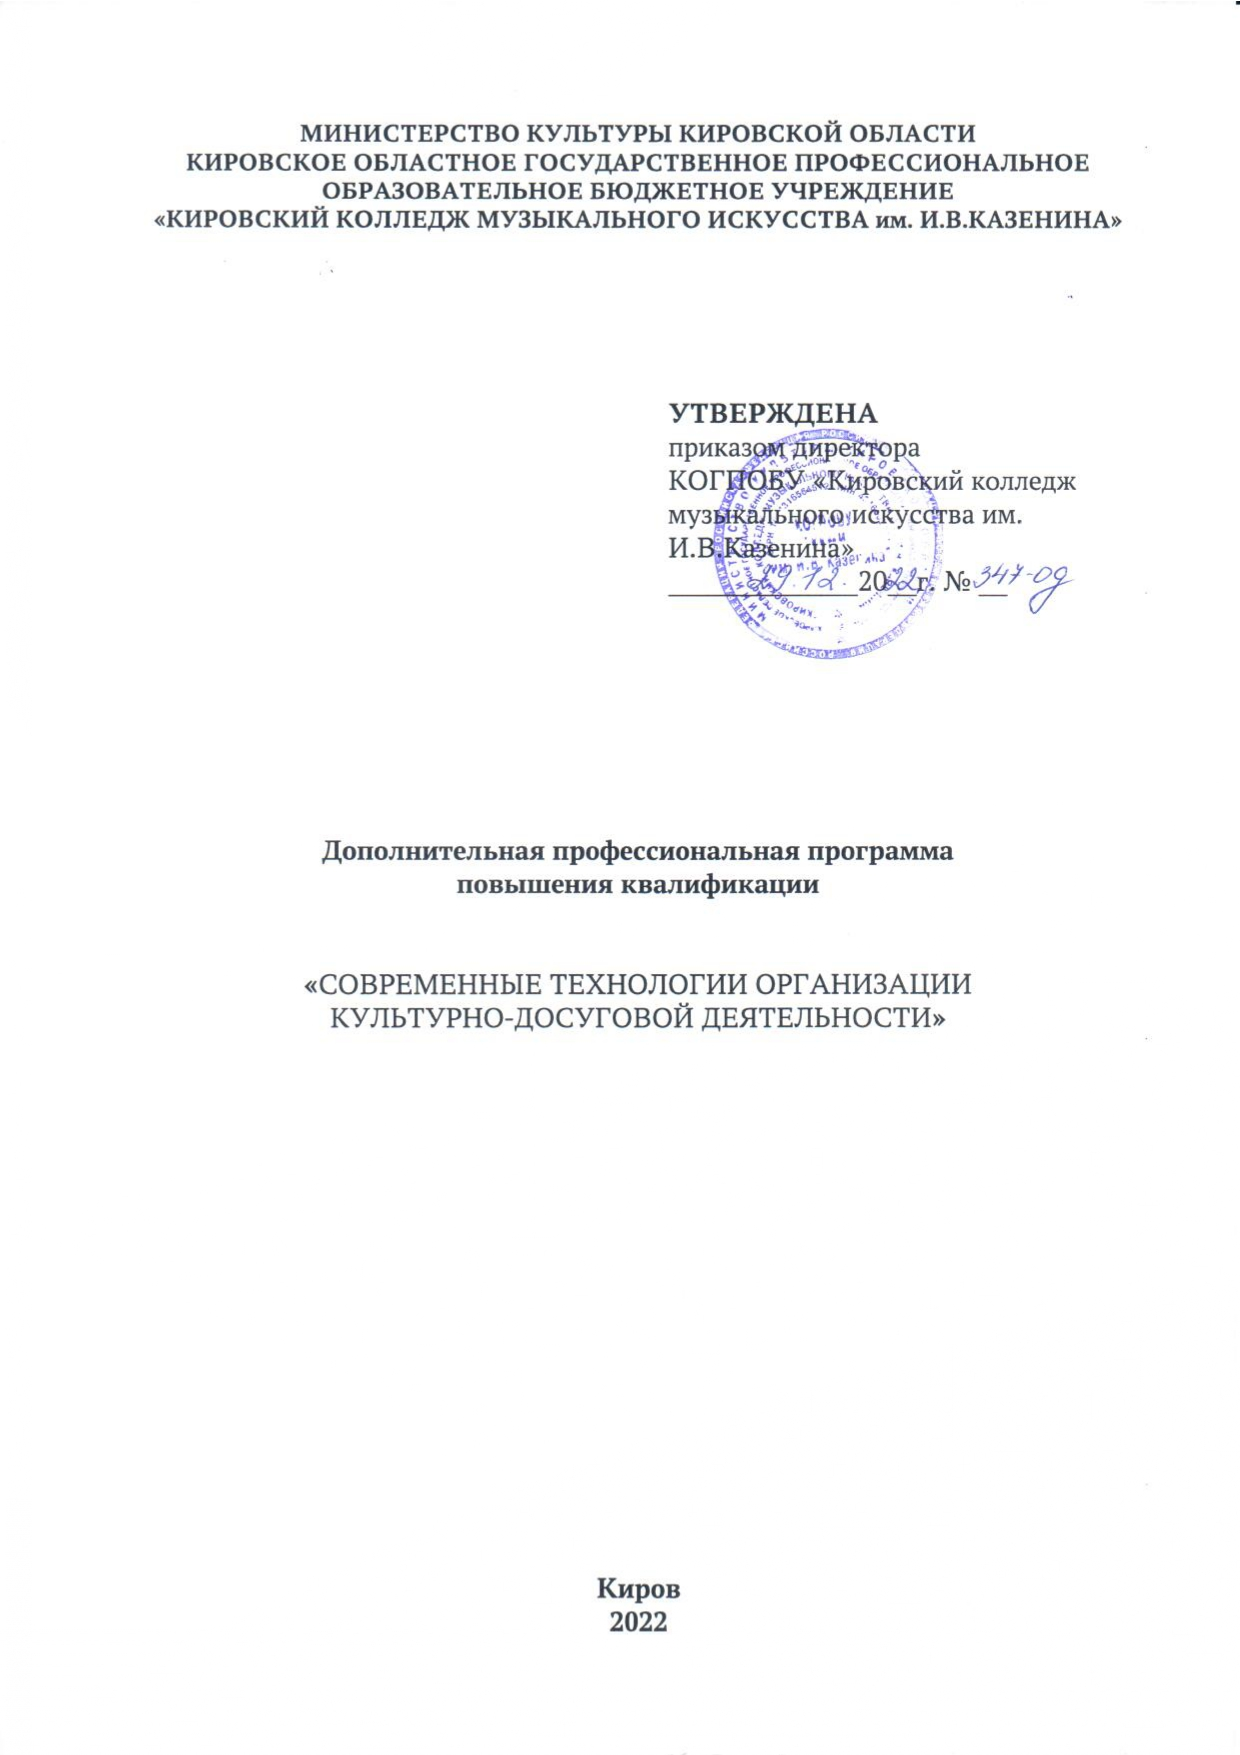 МИНИСТЕРСТВО КУЛЬТУРЫ КИРОВСКОЙ ОБЛАСТИ
КИРОВСКОЕ ОБЛАСТНОЕ ГОСУДАРСТВЕННОЕ ПРОФЕССИОНАЛЬНОЕ
ОБРАЗОВАТЕЛЬНОЕ БЮДЖЕТНОЕ УЧРЕЖДЕНИЕ
«КИРОВСКИЙ КОЛЛЕДЖ МУЗЫКАЛЬНОГО ИСКУССТВА им. И.В.КАЗЕНИНА»
УТВЕРЖДЕНА
приказом директора
КОГПОБУ «Кировский колледж
музыкального искусства им.
И.В.Казенина»
29.12. 2022г. № 347-од
Дополнительная профессиональная программа
повышения квалификации
«СОВРЕМЕННЫЕ ТЕХНОЛОГИИ ОРГАНИЗАЦИИ
КУЛЬТУРНО-ДОСУГОВОЙ ДЕЯТЕЛЬНОСТИ»
Киров
2022